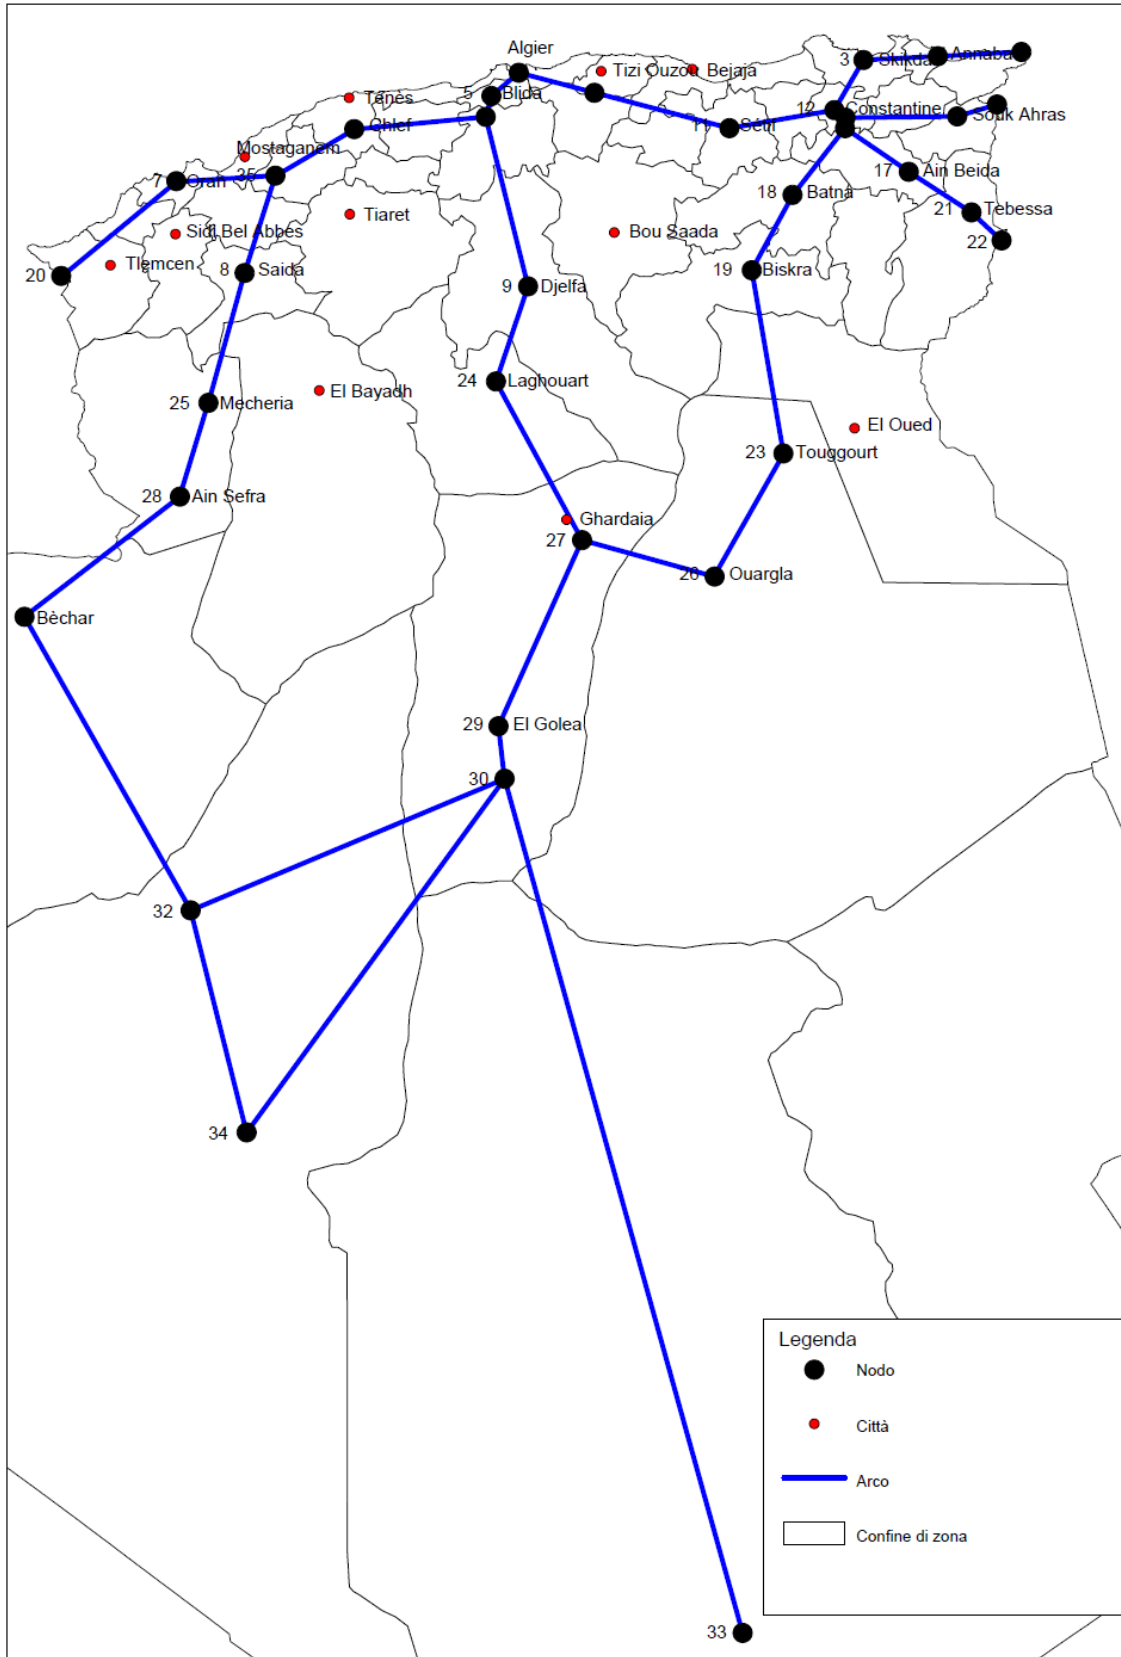 Algier
3
Skikda
Annaba
Tizi Ouzou
Bejaja
5
Blida
Ténès
12
Constantine
Souk Ahras
11
Sétif
Chlef
Mostaganem
35
7
Oran
17
Ain Beida
18
Batna
21
Tebessa
22
Tiaret
Sidi Bel Abbes
Bou Saada
Tlemcen
20
8
Saida
19
Biskra
9
Djelfa
24
Laghouart
El Bayadh
25
Mecheria
El Oued
23
Touggourt
28
Ain Sefra
Ghardaia
27
26
Ouargla
Bèchar
29
El Golea
30
32
34
33
Legenda
Nodo
Città
Arco
Confine di zona